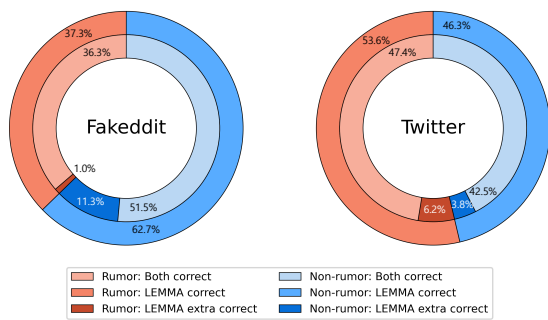 37.3%
36.3%
Fakeddit
1.0%
11.3%
51.5%
62.7%
46.3%
53.6%
47.4%
Twitter
42.5%
6.2%
3.8%
Rumor: Both correct
Rumor: LEMMA correct
Rumor: LEMMA extra correct
Non-rumor: Both correct
Non-rumor: LEMMA correct
Non-rumor: LEMMA extra correct